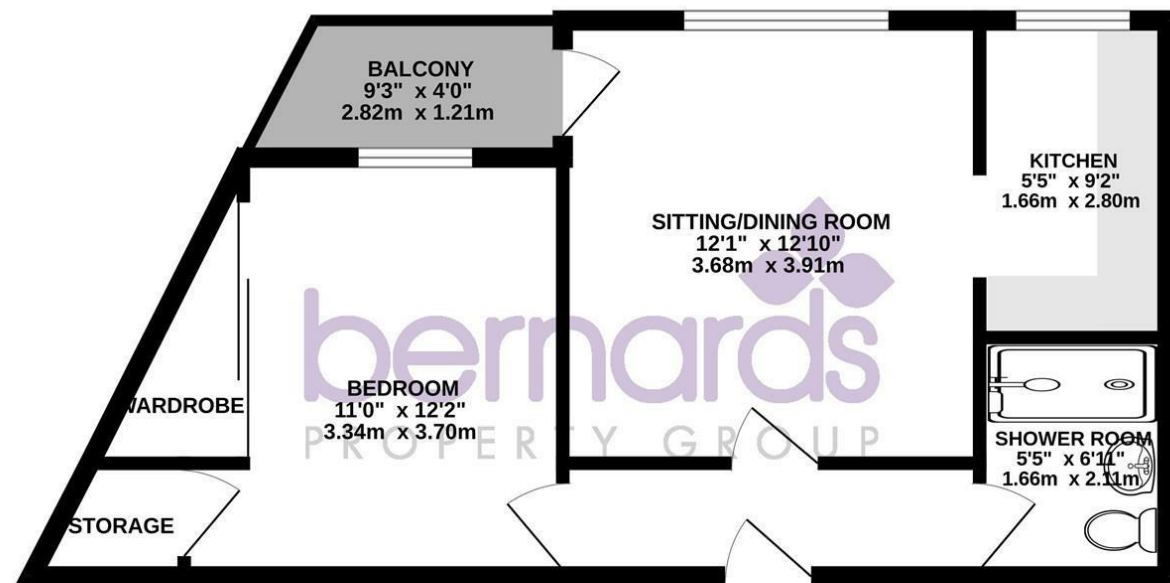 BALCONY
9'3" x 4'0"
2.82m x 1.21m
KITCHEN
5'5" x 9'2"
1.66m x 2.80m
SITTING/DINING ROOM
12'1" x 12'10"
3.68m x 3.91m
bernards
PROPERTY GROUP
BEDROOM
11'0" x 12'2"
3.34m x 3.70m
WARDROBE
SHOWER ROOM
5'5" x 6'11"
1.66m x 2.11m
STORAGE